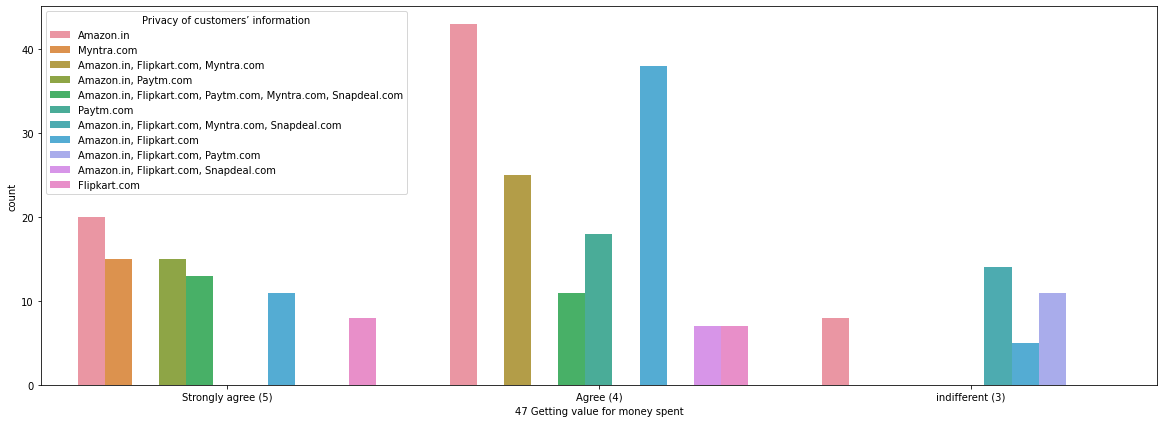 Privacy of customers’ information
Amazon.in
Myntra.com
Amazon.in, Flipkart.com, Myntra.com
Amazon.in, Paytm.com
Amazon.in, Flipkart.com, Paytm.com, Myntra.com, Snapdeal.com
Paytm.com
Amazon.in, Flipkart.com, Myntra.com, Snapdeal.com
Amazon.in, Flipkart.com
Amazon.in, Flipkart.com, Paytm.com
Amazon.in, Flipkart.com, Snapdeal.com
Flipkart.com
count
40
30
20
10
0
Strongly agree (5)
Agree (4)
indifferent (3)
47 Getting value for money spent